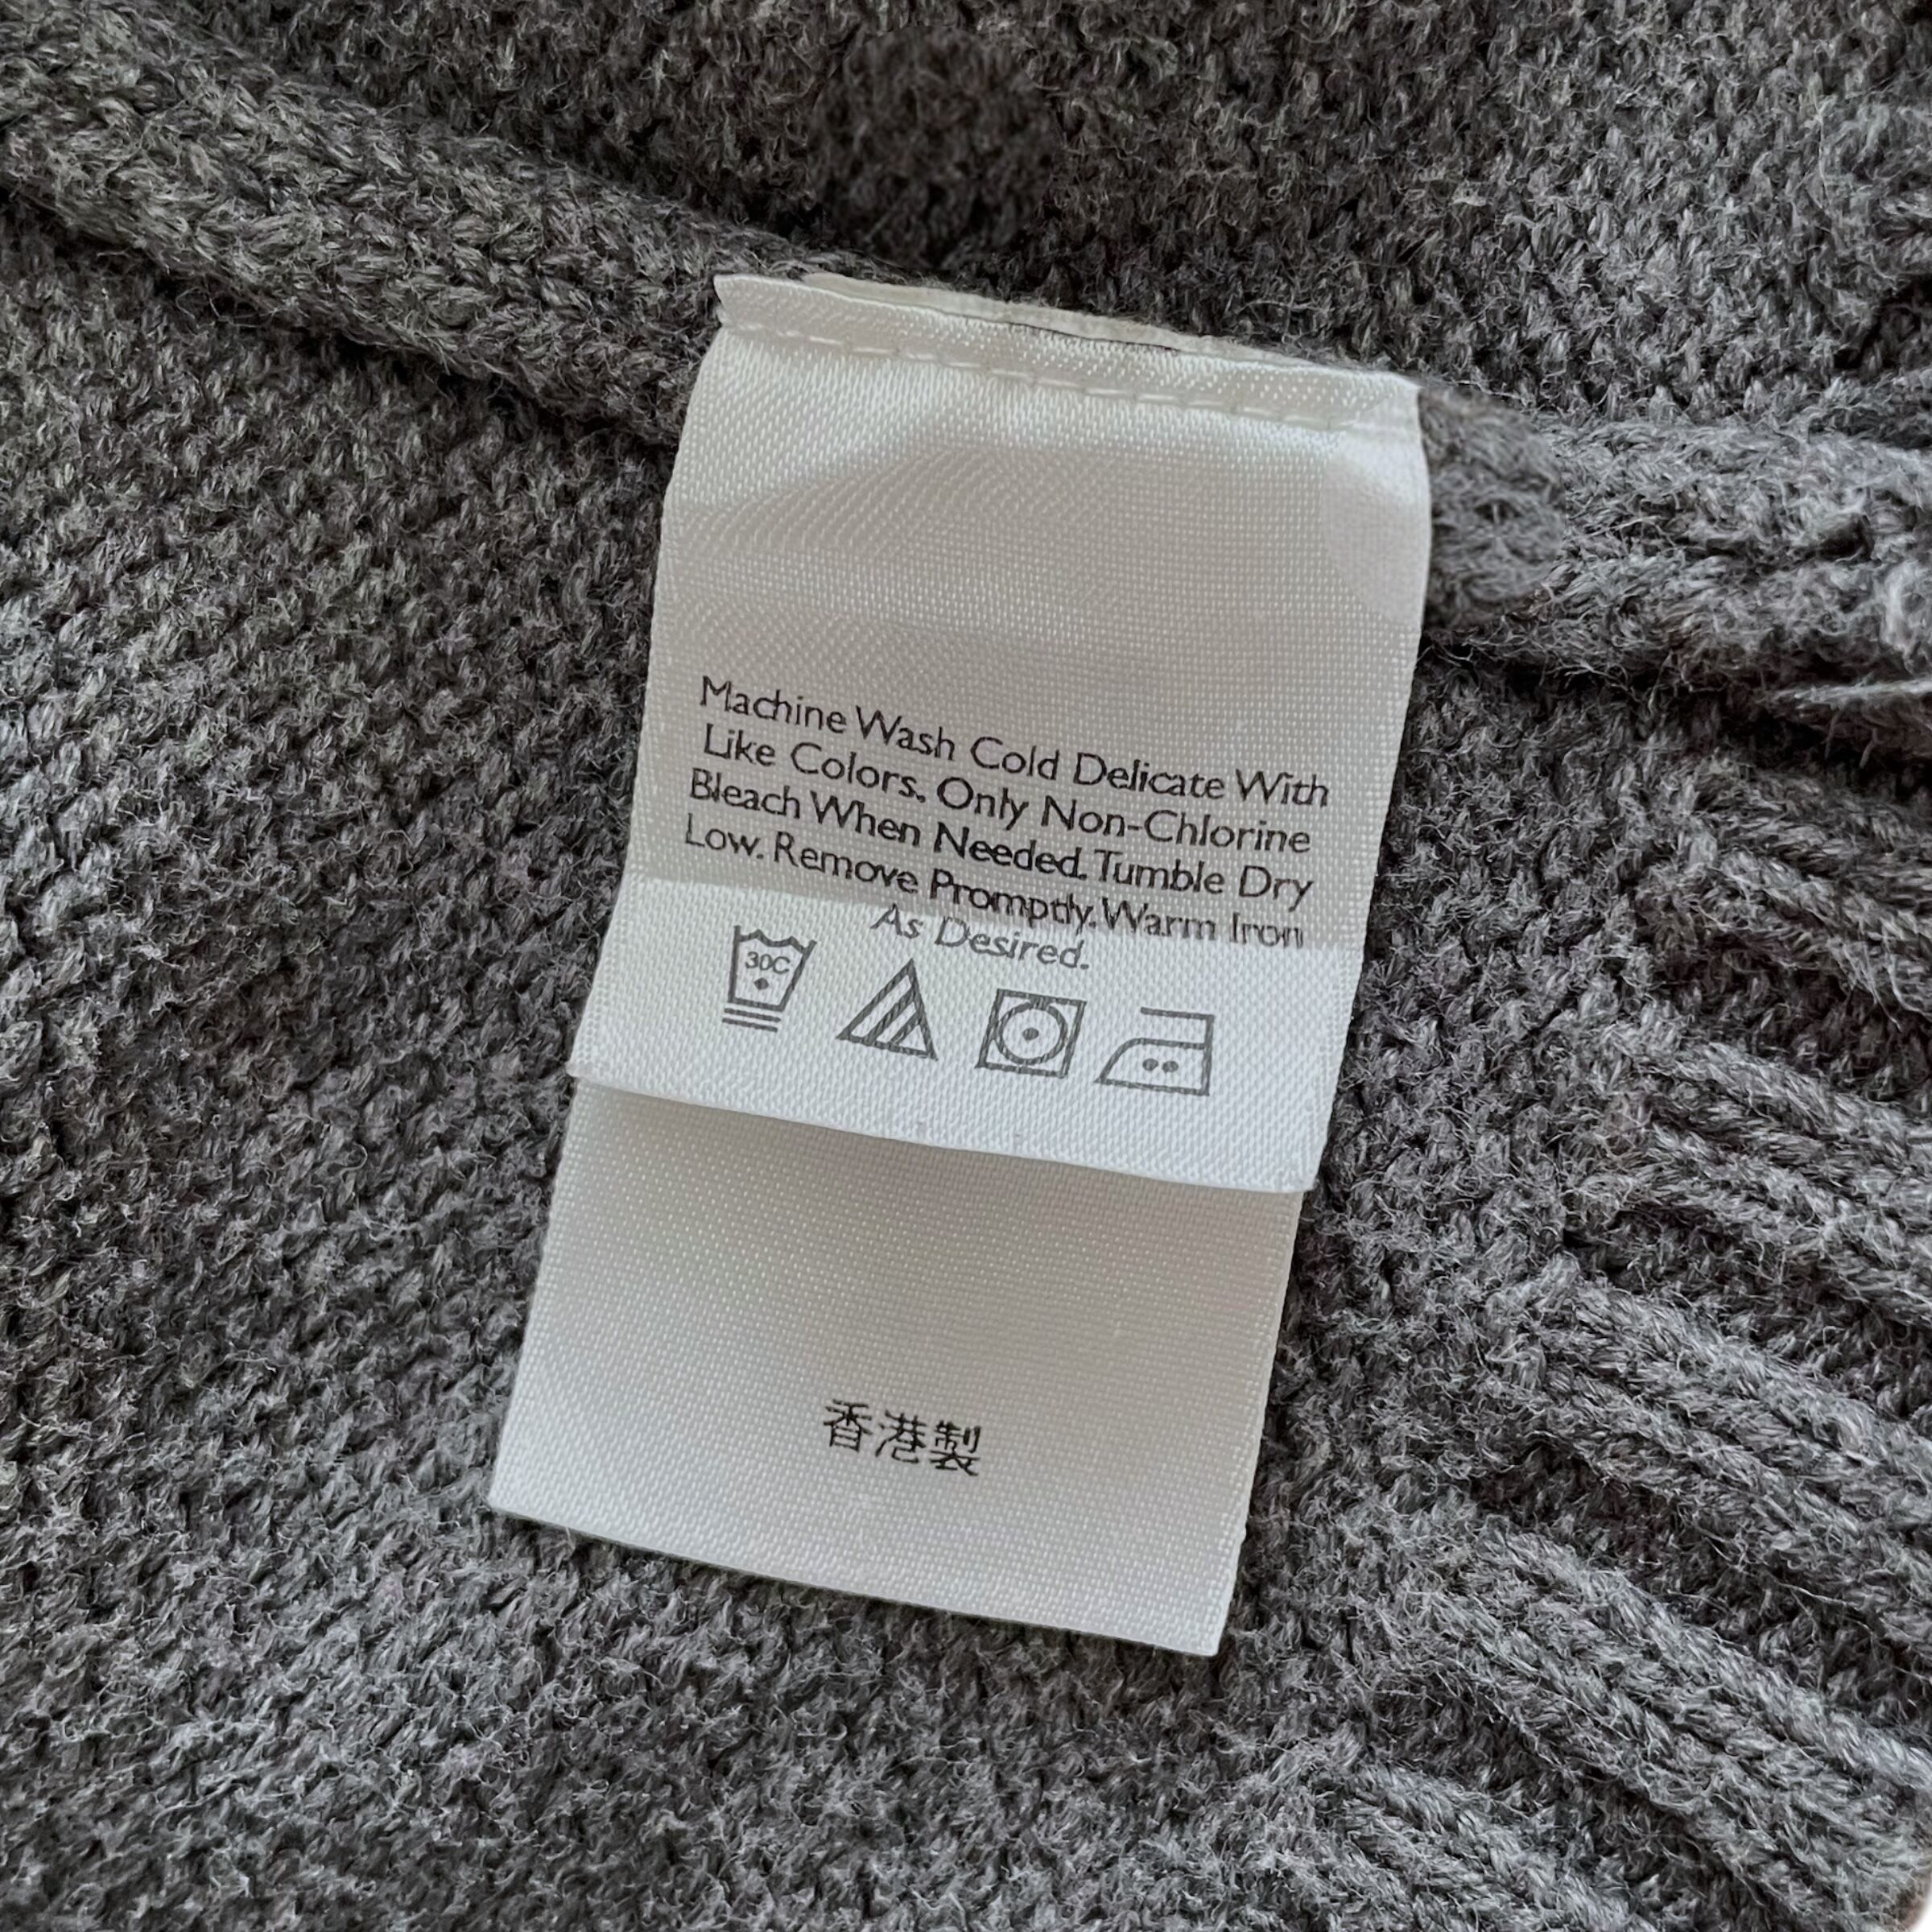 Machine Wash Cold Delicate With
Like Colors. Only Non-Chlorine
Bleach When Needed. Tumble Dry
Low. Remove Promptly. Warm Iron
As Desired.
30C
香港製